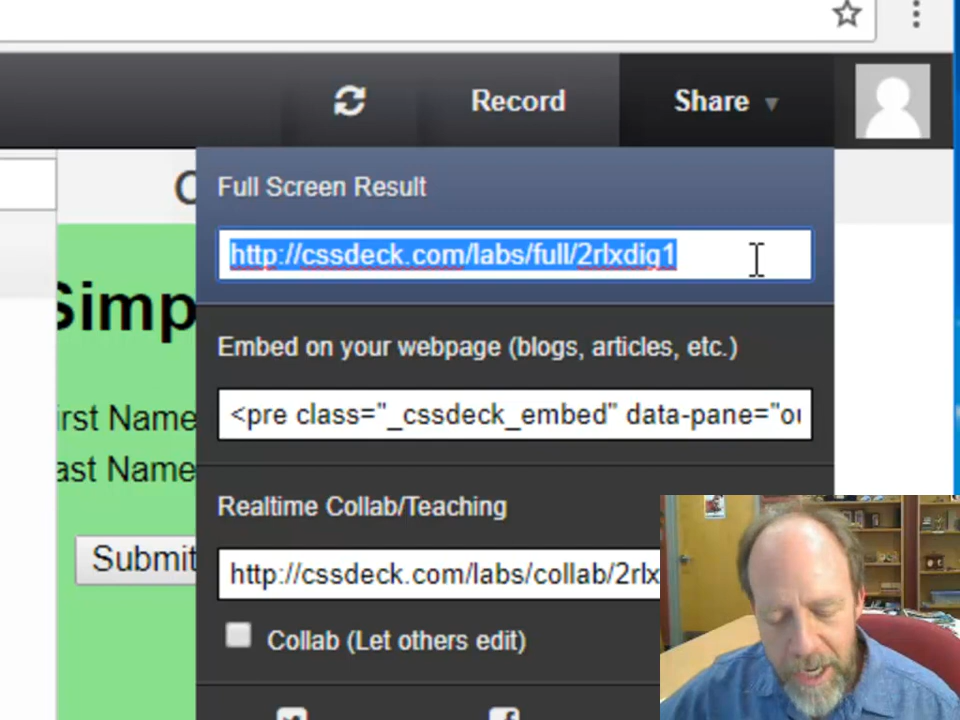 Record
Share
Full Screen Result
http://cssdeck.com/labs/full/2rlxdig1
Embed on your webpage (blogs, articles, etc.)
Simp
<pre class="_cssdeck_embed" data-pane="ou
irst Name
ast Name
Realtime Collab/Teaching
Submit
http://cssdeck.com/labs/collab/2rlx
Collab (Let others edit)